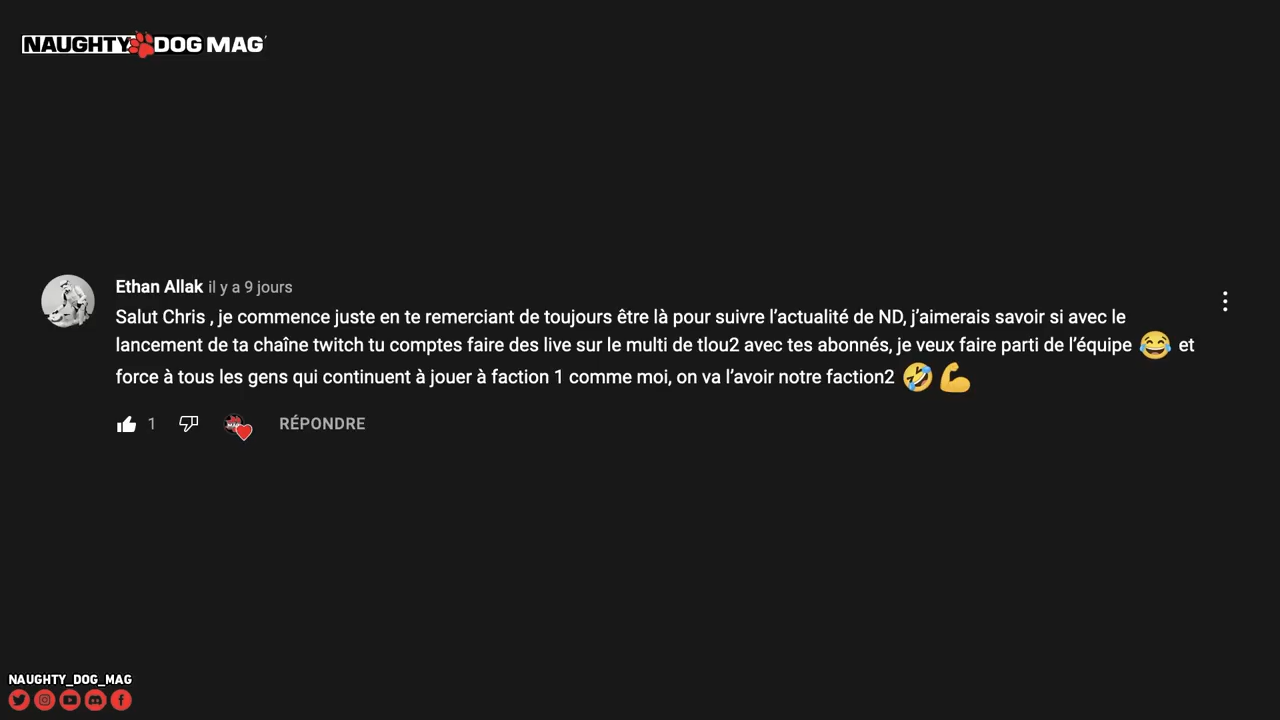 NAUGHTY DOG MAG
Ethan Allak il y a 9 jours
Salut Chris , je commence juste en te remerciant de toujours être là pour suivre l’actualité de ND, j’aimerais savoir si avec le
lancement de ta chaîne twitch tu comptes faire des live sur le multi de tlou2 avec tes abonnés, je veux faire parti de l’équipe 😂 et
force à tous les gens qui continuent à jouer à faction 1 comme moi, on va l’avoir notre faction2 🤣 💪
1 RÉPONDRE
NAUGHTY_DOG_MAG